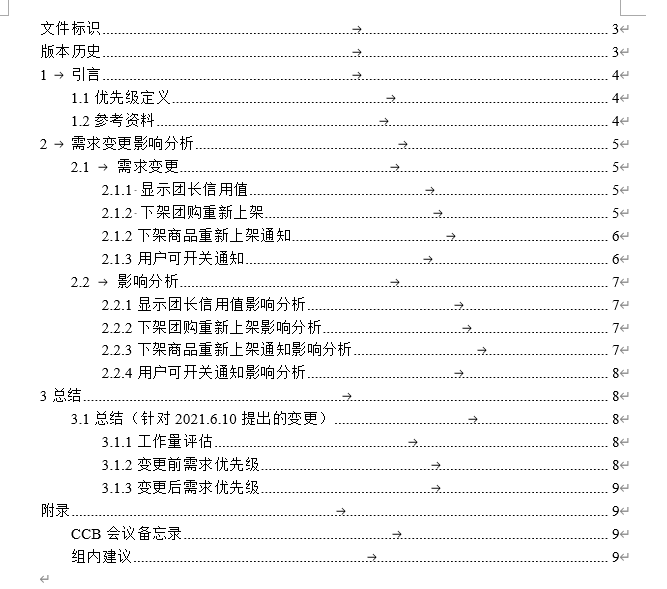 文件标识 3
版本历史 3
1 引言 4
1.1 优先级定义 4
1.2 参考资料 4
2 需求变更影响分析 5
2.1 需求变更 5
2.1.1 显示团长信用值 5
2.1.2 下架团购重新上架 5
2.1.2 下架商品重新上架通知 6
2.1.3 用户可开关通知 6
2.2 影响分析 7
2.2.1 显示团长信用值影响分析 7
2.2.2 下架团购重新上架影响分析 7
2.2.3 下架商品重新上架通知影响分析 7
2.2.4 用户可开关通知影响分析 8
3 总结 8
3.1 总结（针对 2021.6.10 提出的变更） 8
3.1.1 工作量评估 8
3.1.2 变更前需求优先级 8
3.1.3 变更后需求优先级 9
附录 9
CCB 会议备忘录 9
组内建议 9